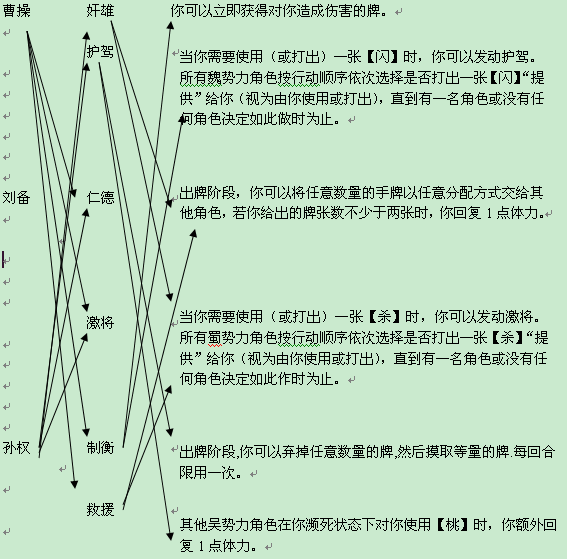 曹操 奸雄 你可以立即获得对你造成伤害的牌。
护驾
当你需要使用（或打出）一张【闪】时，你可以发动护驾。
所有魏势力角色按行动顺序依次选择是否打出一张【闪】“提
供”给你（视为由你使用或打出），直到有一名角色或没有任
何角色决定如此做时为止。
刘备 仁德 出牌阶段，你可以将任意数量的手牌以任意分配方式交给其
他角色，若你给出的牌张数不少于两张时，你回复 1 点体力。
激将 当你需要使用（或打出）一张【杀】时，你可以发动激将。
所有蜀势力角色按行动顺序依次选择是否打出一张【杀】“提
供”给你（视为由你使用或打出），直到有一名角色或没有任
何角色决定如此作时为止。
孙权 制衡 出牌阶段,你可以弃掉任意数量的牌,然后摸取等量的牌.每回合
限用一次。
救援 其他吴势力角色在你濒死状态下对你使用【桃】时，你额外回
复 1 点体力。